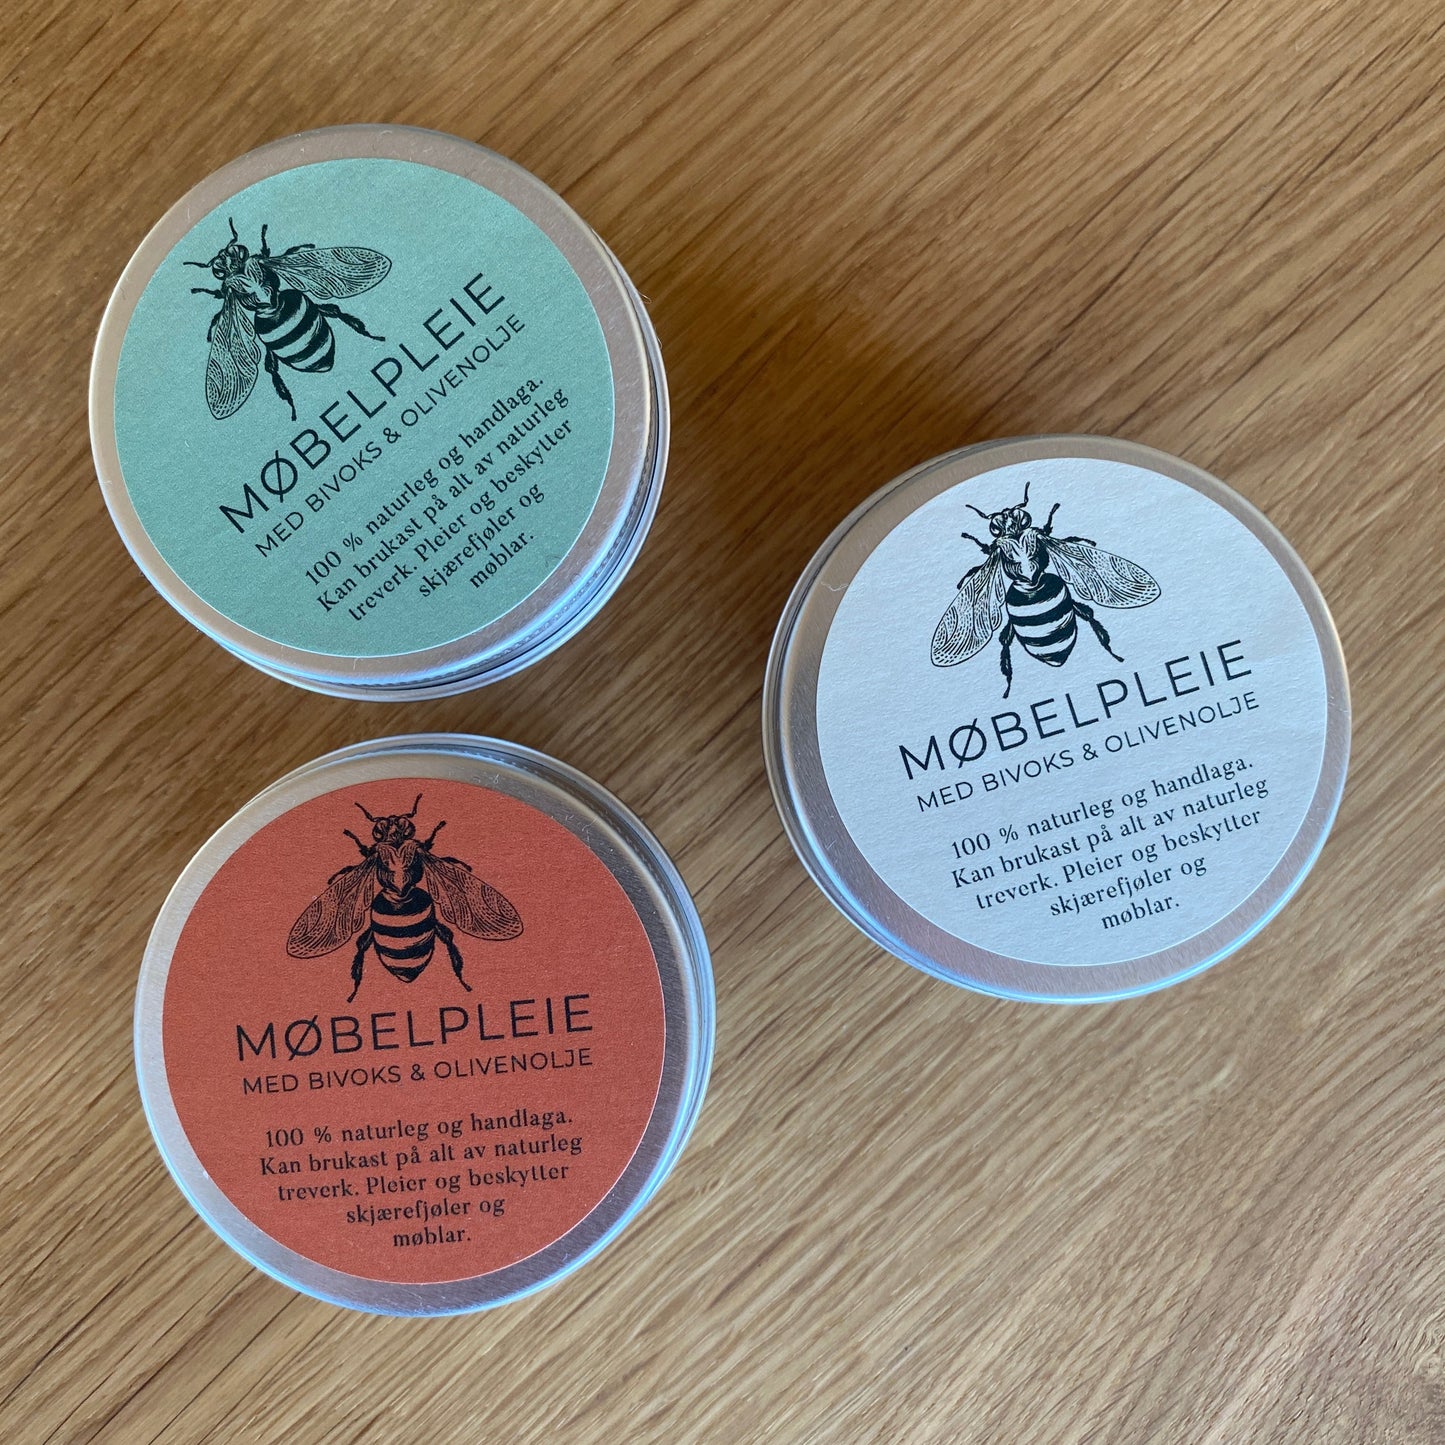 MØBELPLEIE
MED BIVOKS & OLIVENOLJE
100 % naturleg og handlaga.
Kan brukast på alt av naturleg
treverk. Pleier og beskytter
skjærefjøler og
møblar.
MØBELPLEIE
MED BIVOKS & OLIVENOLJE
100 % naturleg og handlaga.
Kan brukast på alt av naturleg
treverk. Pleier og beskytter
skjærefjøler og
møblar.
MØBELPLEIE
MED BIVOKS & OLIVENOLJE
100 % naturleg og handlaga.
Kan brukast på alt av naturleg
treverk. Pleier og beskytter
skjærefjøler og
møblar.